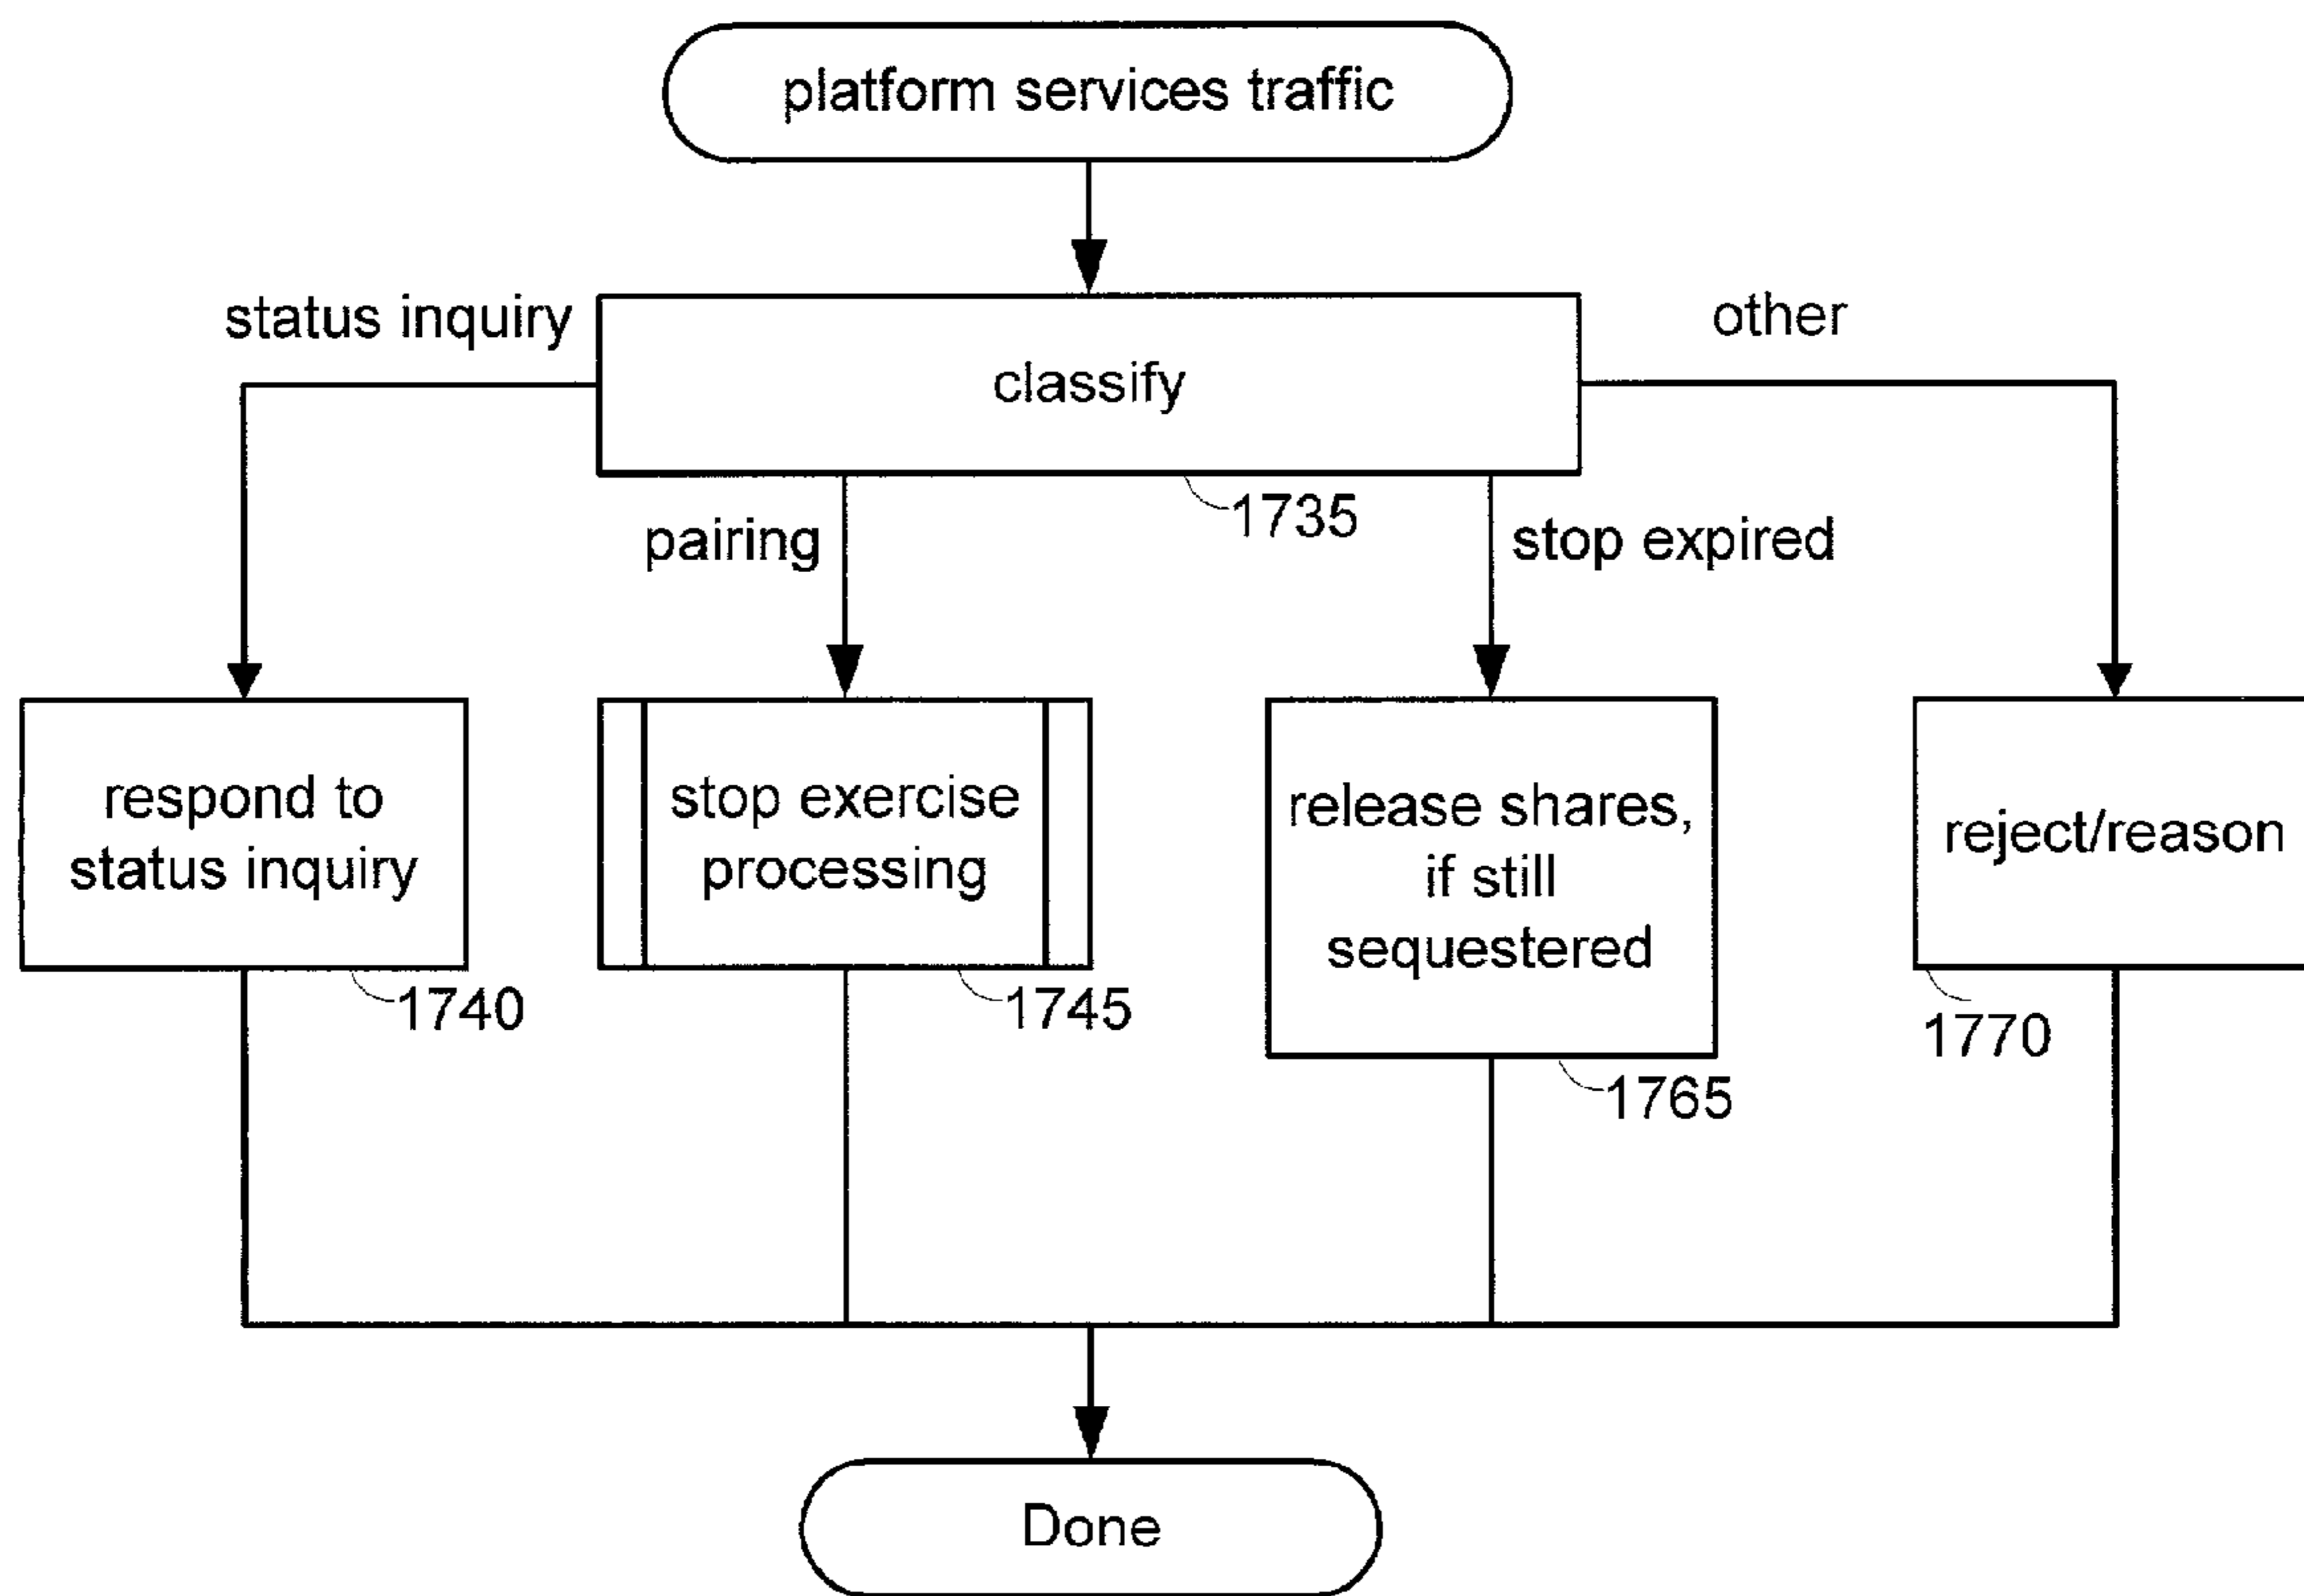 platform services traffic
status inquiry
other
classify
1735
pairing
stop expired
respond to
status inquiry
1740
stop exercise
processing
1745
release shares,
if still
sequestered
1765
reject/reason
1770
Done